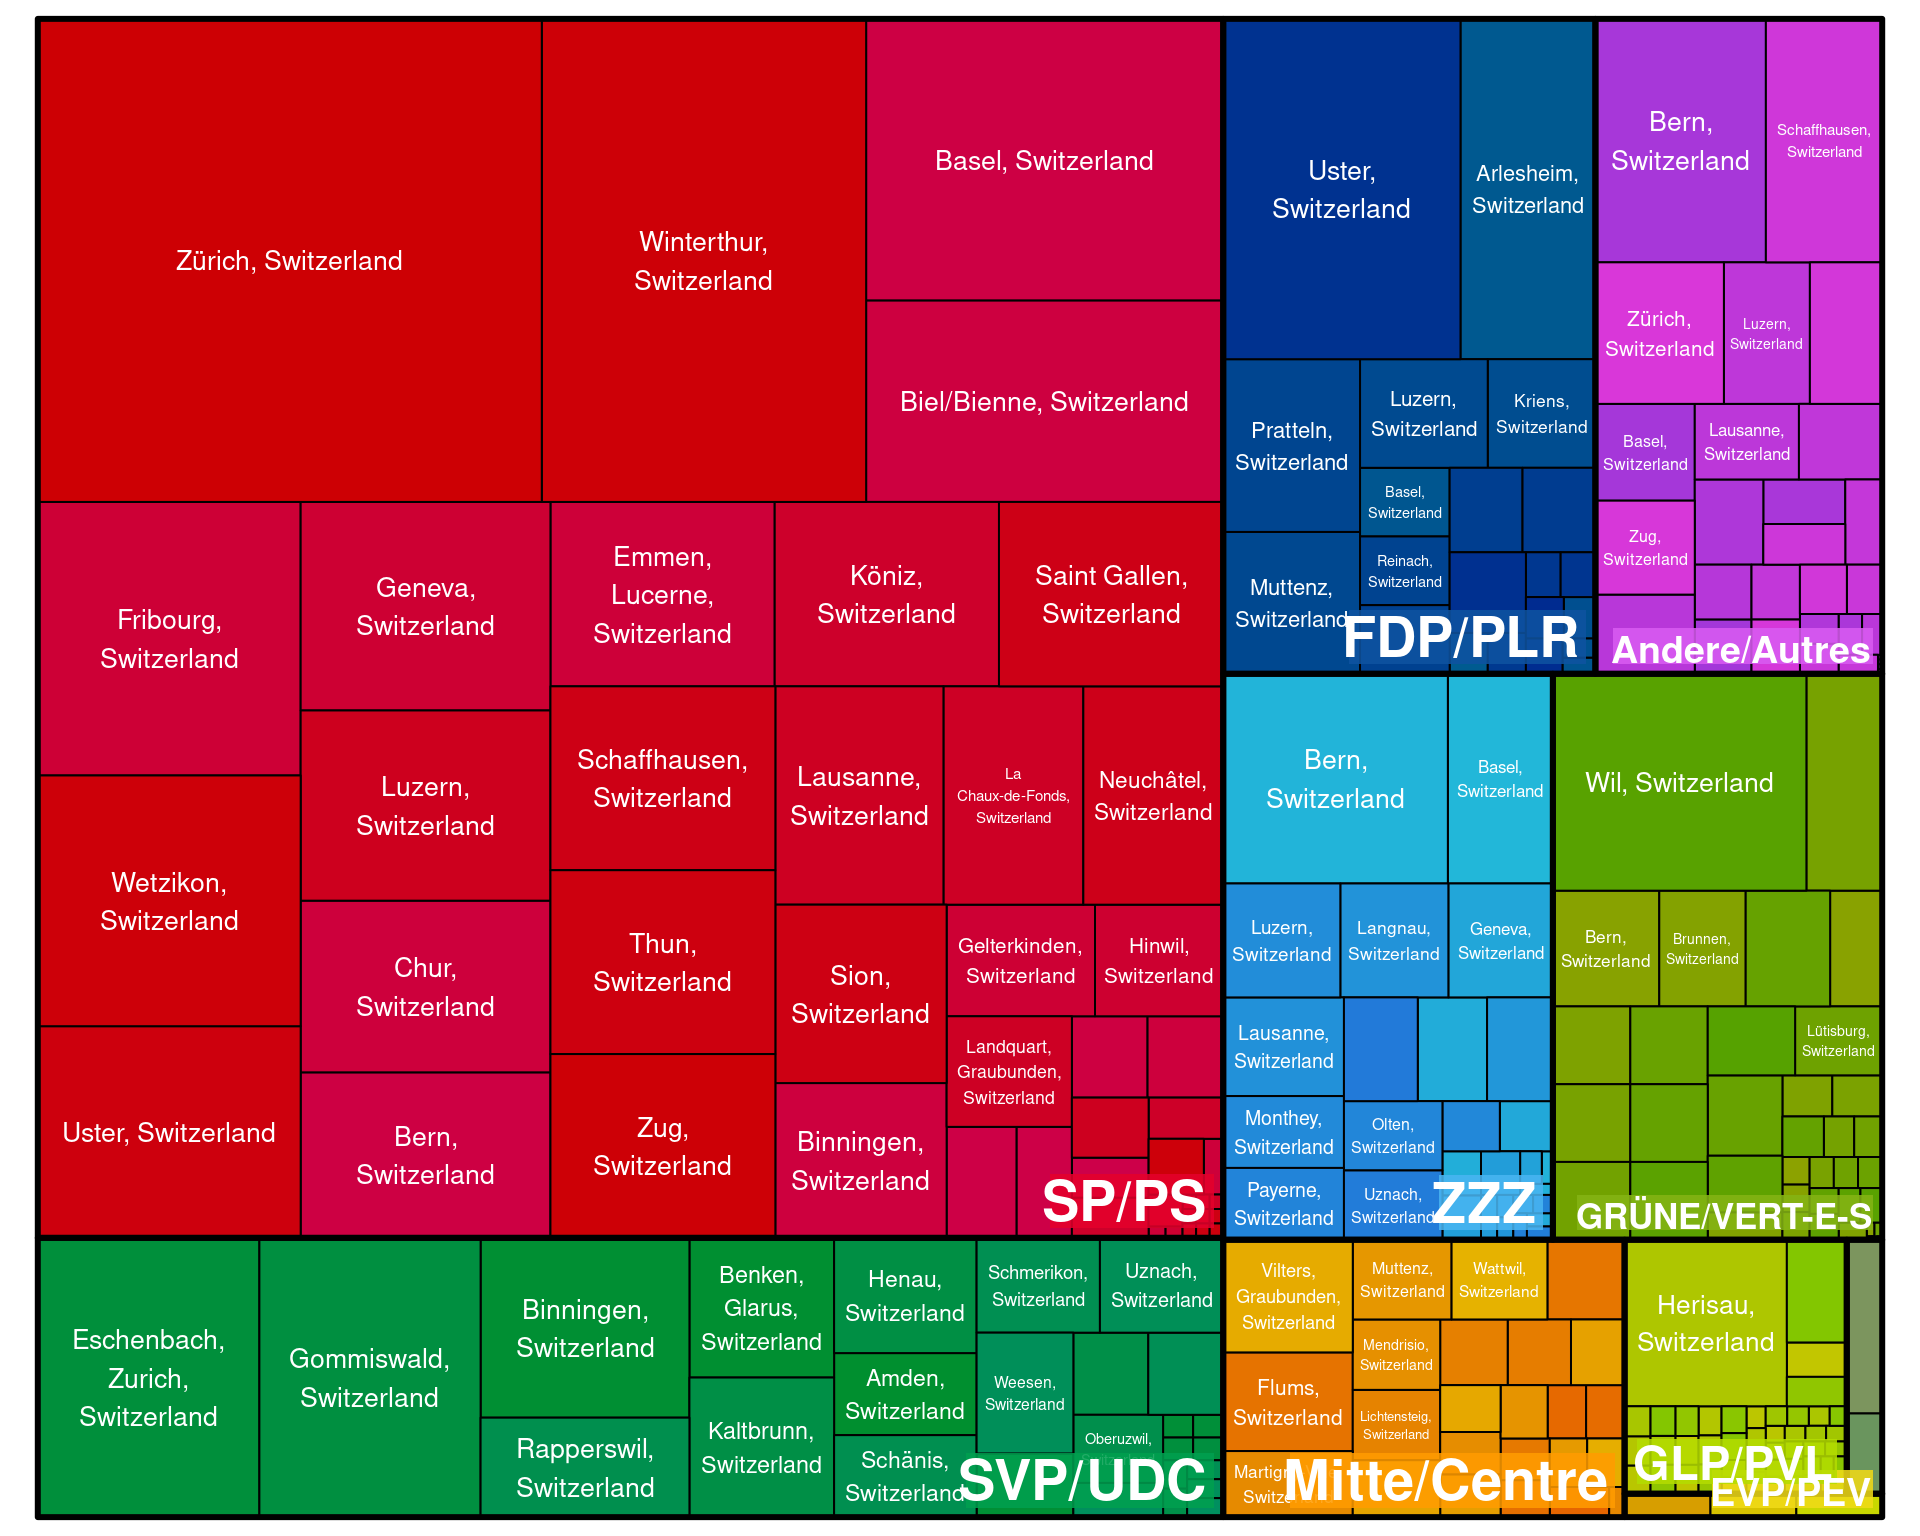 Zürich, Switzerland
Winterthur,
Switzerland
Basel, Switzerland
Biel/Bienne, Switzerland
Fribourg,
Switzerland
Wetzikon,
Switzerland
Uster, Switzerland
Geneva,
Switzerland
Luzern,
Switzerland
Chur,
Switzerland
Bern,
Switzerland
Emmen,
Lucerne,
Switzerland
Schaffhausen,
Switzerland
Thun,
Switzerland
Zug,
Switzerland
Köniz,
Switzerland
Saint Gallen,
Switzerland
Lausanne,
Switzerland
La
Chaux-de-Fonds,
Switzerland
Neuchâtel,
Switzerland
Sion,
Switzerland
Binningen,
Switzerland
Gelterkinden,
Switzerland
Hinwil,
Switzerland
Landquart,
Graubunden,
Switzerland
SP/PS
Uster,
Switzerland
Arlesheim,
Switzerland
Pratteln,
Switzerland
Muttenz,
Switzerland
Luzern,
Switzerland
Kriens,
Switzerland
Basel,
Switzerland
Reinach,
Switzerland
FDP/PLR
Bern,
Switzerland
Schaffhausen,
Switzerland
Zürich,
Switzerland
Luzern,
Switzerland
Basel,
Switzerland
Lausanne,
Switzerland
Zug,
Switzerland
Andere/Autres
Bern,
Switzerland
Basel,
Switzerland
Luzern,
Switzerland
Langnau,
Switzerland
Geneva,
Switzerland
Lausanne,
Switzerland
Monthey,
Switzerland
Payerne,
Switzerland
Olten,
Switzerland
Uznach,
Switzerland
ZZZ
Wil, Switzerland
Bern,
Switzerland
Brunnen,
Switzerland
Lütisburg,
Switzerland
GRÜNE/VERT-E-S
Eschenbach,
Zurich,
Switzerland
Gommiswald,
Switzerland
Binningen,
Switzerland
Rapperswil,
Switzerland
Benken,
Glarus,
Switzerland
Kaltbrunn,
Switzerland
Henau,
Switzerland
Amden,
Switzerland
Schänis,
Switzerland
Schmerikon,
Switzerland
Uznach,
Switzerland
Weesen,
Switzerland
Oberuzwil,
SVP/UDC
Vilters,
Graubunden,
Switzerland
Flums,
Switzerland
Muttenz,
Switzerland
Wattwil,
Switzerland
Mendrisio,
Switzerland
Lichtensteig,
Switzerland
Mitte/Centre
Herisau,
Switzerland
GLP/PVL
EVP/PEV